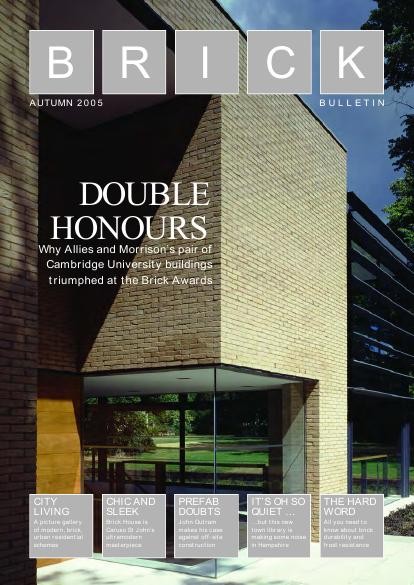 BRICK
AUTUMN 2005
BULLETIN
DOUBLE
HONOURS
Why Allies and Morrison's pair of
Cambridge University buildings
triumphed at the Brick Awards
CITY
LIVING
A picture gallery
of modern, brick,
urban residential
schemes
CHIC AND
SLEEK
Brick House is
Caruso St John's
ultramodern
masterpiece
PREFAB
DOUBTS
John Outram
makes his case
against off-site
construction
IT'S OH SO
QUIET ...
...but this new
town library is
making some noise
in Hampshire
THE HARD
WORD
All you need to
know about brick
durability and
frost resistance